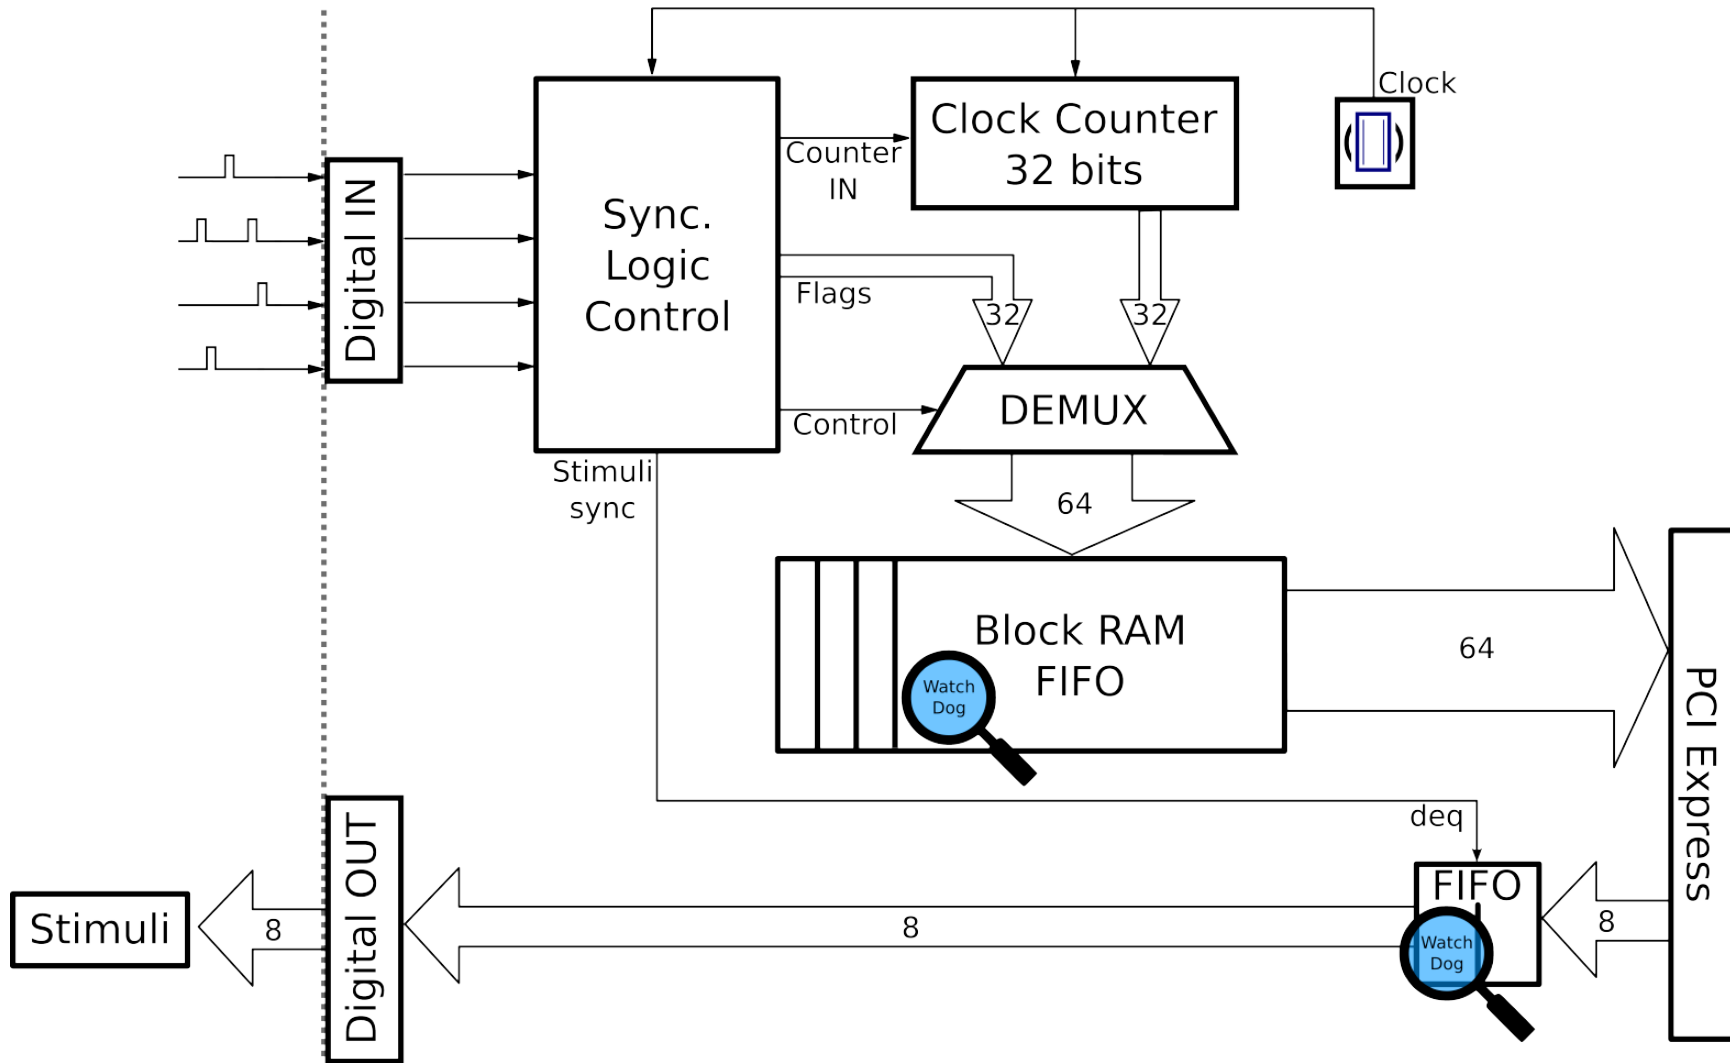 Clock
Clock Counter
32 bits
Counter
IN
Digital IN
Sync.
Logic
Control
Flags
32
32
DEMUX
Control
Stimuli
sync
64
Block RAM
FIFO
64
Watch
Dog
PCI Express
deq
Digital OUT
FIFO
Stimuli
8
8
8
Watch
Dog